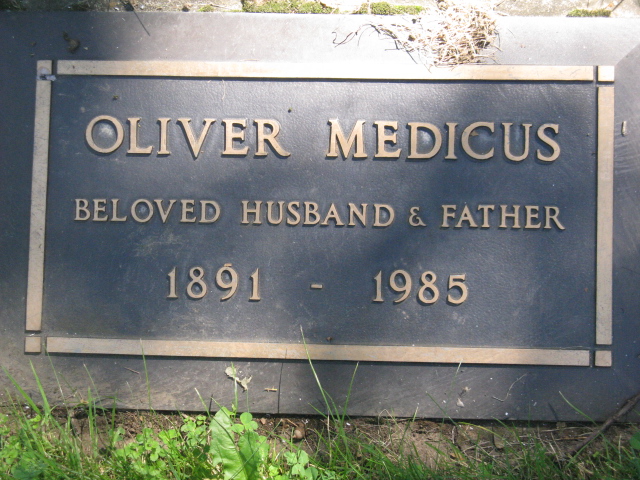 OLIVER MEDICUS
BELOVED HUSBAND & FATHER
1891 - 1985